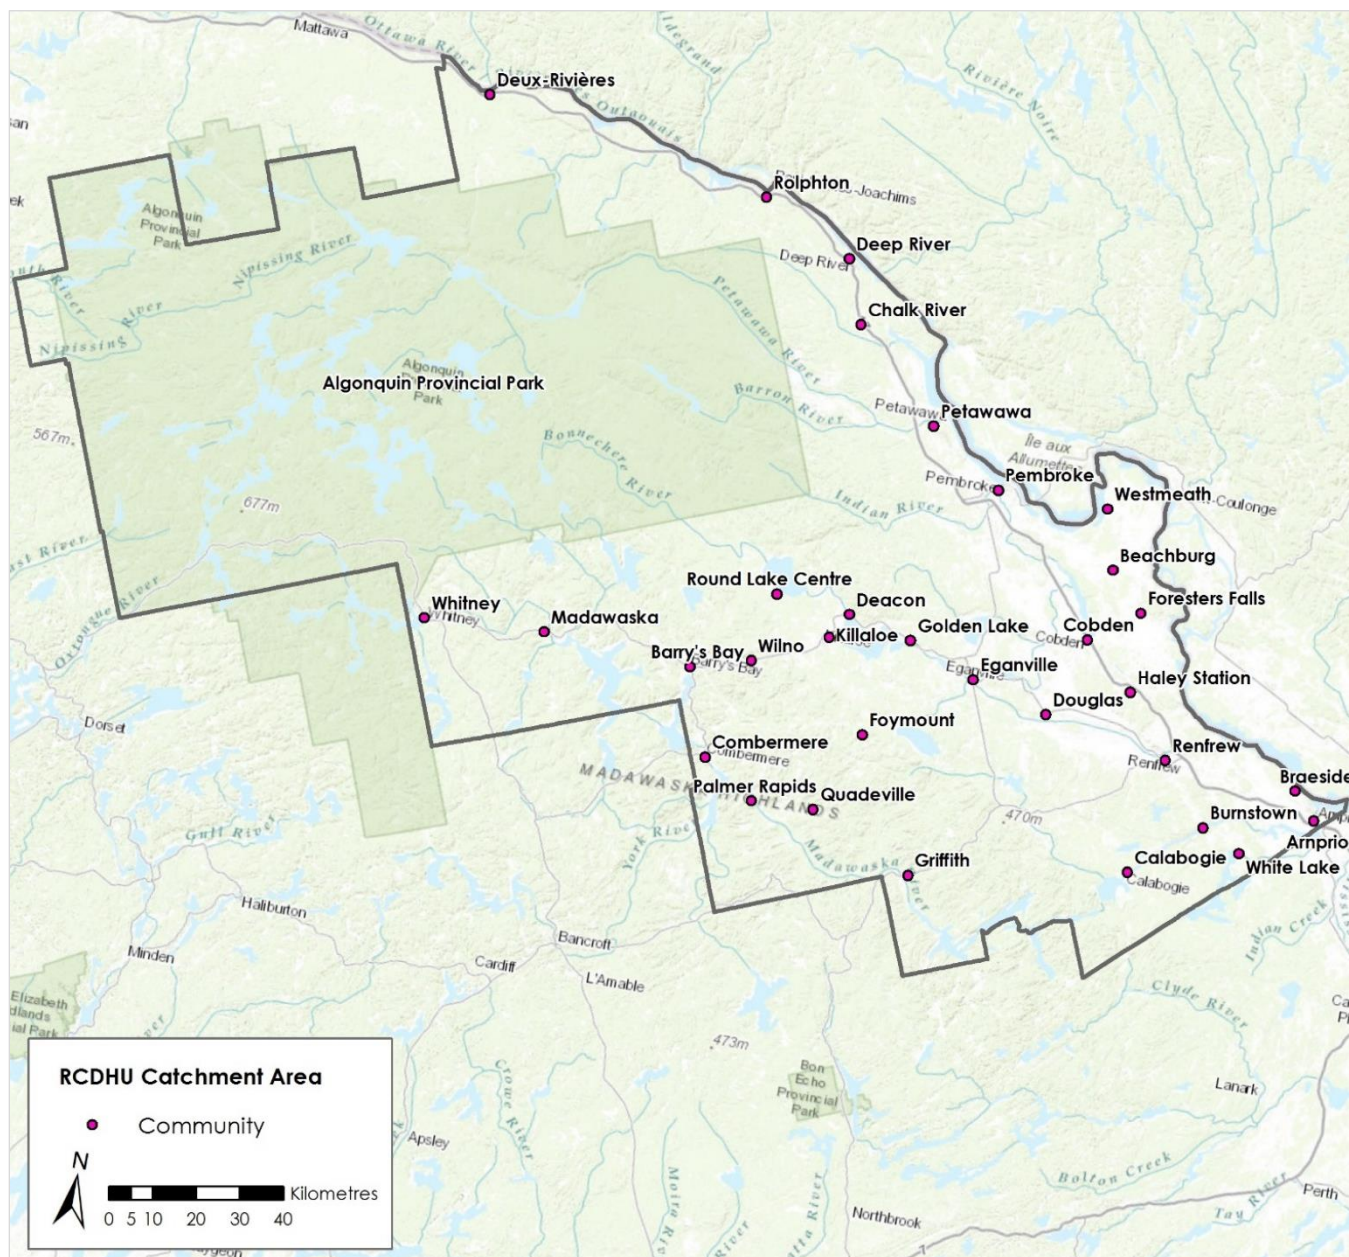 Mattawa
Ottawa River
Rivière Noire
Deux-Rivières
Outaouais
Rolphton
Joachims
Algonquin
Provincial
Park
Deep River
Deep River
Nipissing River
Chalk River
Petawawa River
Nipissing River
Algonquin Provincial Park
Algonquin
Park
Barron River
Petawawa
567m
Bonnechere River
Île aux
Allumettes
Pembroke
Pembroke
Westmeath
Indian River
677m
Beachburg
Round Lake Centre
Deacon
Foresters Falls
Whitney
Whitney
Madawaska
Killaloe
Golden Lake
Cobden
Cobden
Oxtongue River
Barry's Bay
Barry's Bay
Wilno
Eganville
Eganville
Haley Station
Douglas
Dorset
Foymount
Combermere
Combermere
Renfrew
Renfrew
Braeside
MADAWASKA HIGHLANDS
Palmer Rapids
Quadeville
470m
Burnstown
Gull River
York River
Arnprior
Madawaska River
Griffith
Calabogie
Calabogie
White Lake
Haliburton
Indian Creek
Bancroft
Minden
Cardiff
L'Amable
Clyde River
Elizabeth
473m
Bon
Echo
Provincial
Park
Lanark
Crowe River
RCDHU Catchment Area
Community
Apsley
Bolton Creek
N
Kilometres
0 5 10 20 30 40
Moira River
Perth
Tay River
Northbrook